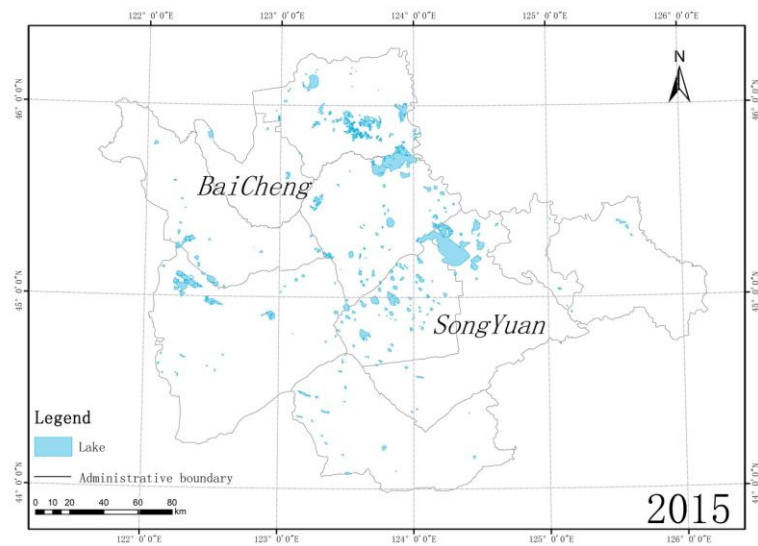 122° 0′0″E 123° 0′0″E 124° 0′0″E 125° 0′0″E 126° 0′0″E
N
46° 0′0″N 46° 0′0″N
BaiCheng
45° 0′0″N 45° 0′0″N
SongYuan
Legend
Lake
Administrative boundary
44° 0′0″N 44° 0′0″N
0 10 20 40 60 80
km
2015
122° 0′0″E 123° 0′0″E 124° 0′0″E 125° 0′0″E 126° 0′0″E